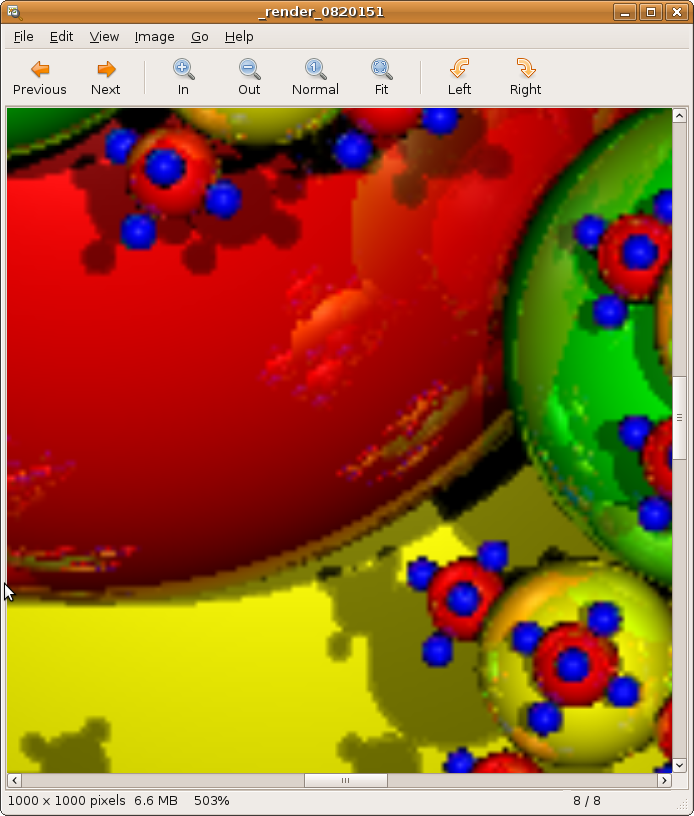 _render_0820151
File Edit View Image Go Help
Previous Next In Out Normal Fit Left Right
1000 x 1000 pixels 6.6 MB 503% 8 / 8